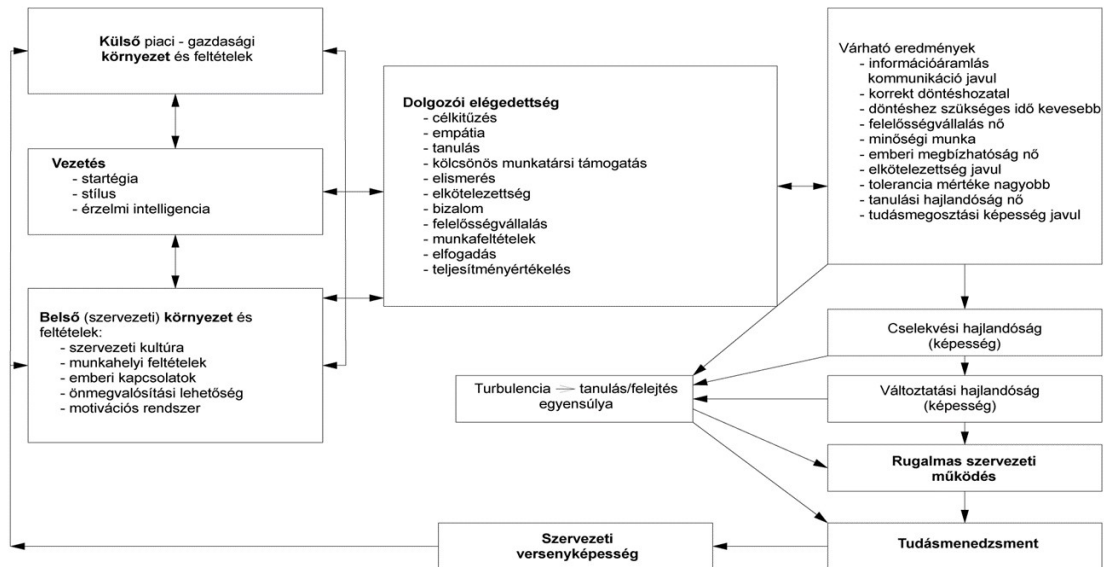 Külső piaci - gazdasági
környezet és feltételek
Vezetés
- startégia
- stílus
- érzelmi intelligencia
Belső (szervezeti) környezet és
feltételek:
- szervezeti kultúra
- munkahelyi feltételek
- emberi kapcsolatok
- önmegvalósítási lehetőség
- motivációs rendszer
Dolgozói elégedettség
- célkitűzés
- empátia
- tanulás
- kölcsönös munkatársi támogatás
- elismerés
- elkötelezettség
- bizalom
- felelősségvállalás
- munkafeltételek
- elfogadás
- teljesítményértékelés
Várható eredmények
- információáramlás
kommunikáció javul
- korrekt döntéshozatal
- döntéshez szükséges idő kevesebb
- felelősségvállalás nő
- minőségi munka
- emberi megbízhatóság nő
- elkötelezettség javul
- tolerancia mértéke nagyobb
- tanulási hajlandóság nő
- tudásmegosztási képesség javul
Cselekvési hajlandóság
(képesség)
Turbulencia → tanulás/felejtés
egyensúlya
Változtatási hajlandóság
(képesség)
Rugalmas szervezeti
működés
Szervezeti
versenyképesség
Tudásmenedzsment